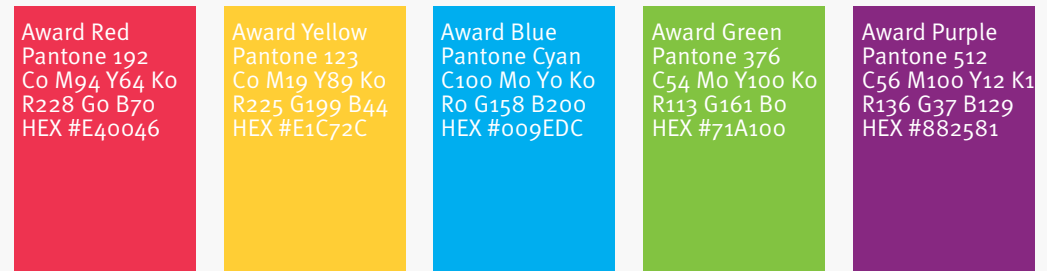 Award Red
Pantone 192
C0 M94 Y64 K0
R228 G0 B70
HEX #E40046
Award Yellow
Pantone 123
C0 M19 Y89 K0
R225 G199 B44
HEX #E1C72C
Award Blue
Pantone Cyan
C100 M0 Y0 K0
R0 G158 B200
HEX #009EDC
Award Green
Pantone 376
C54 M0 Y100 K0
R113 G161 B0
HEX #71A100
Award Purple
Pantone 512
C56 M100 Y12 K1
R136 G37 B129
HEX #882581